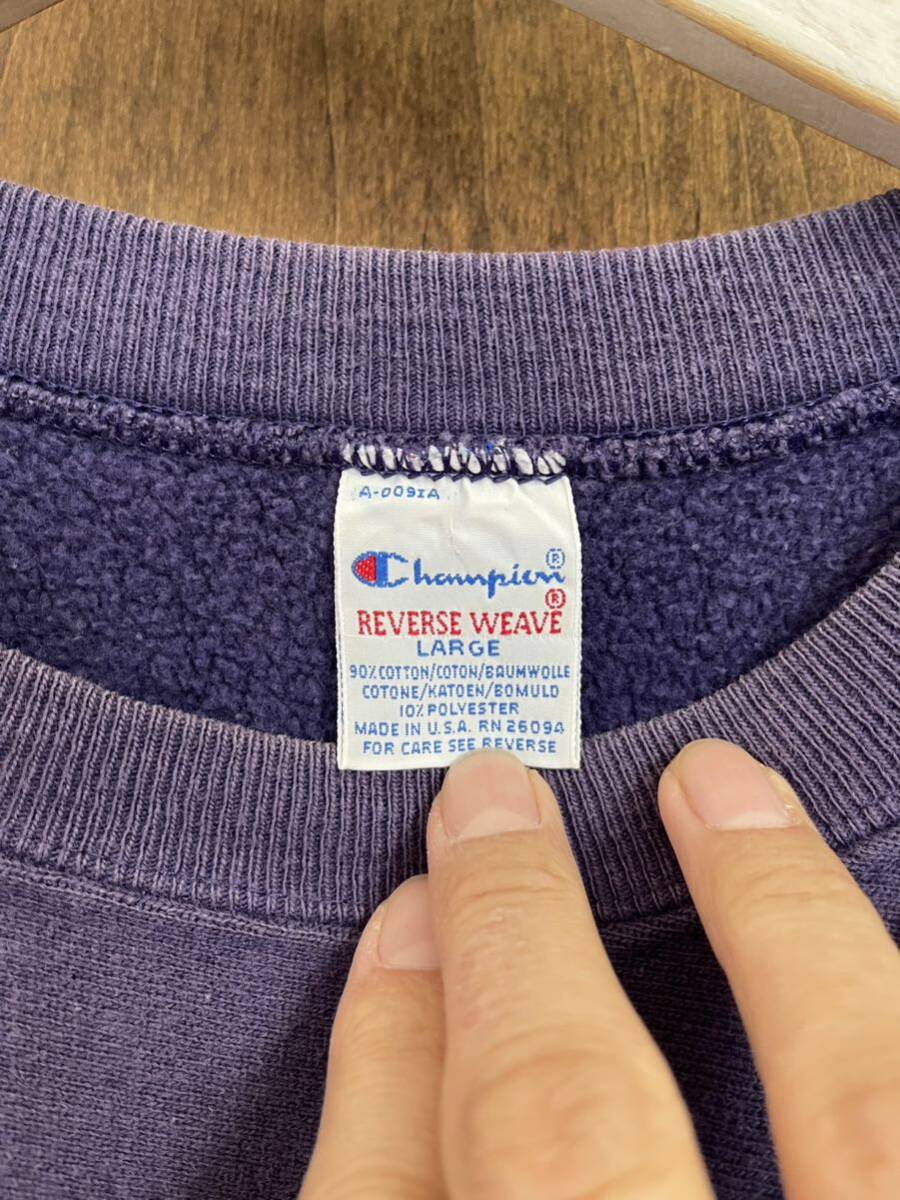 A-0091A
Champion®
REVERSE WEAVE®
LARGE
90% COTTON/COTON/BAUMWOLLE
COTONE/KATOEN/BOMULD
10% POLYESTER
MADE IN U.S.A. RN 26094
FOR CARE SEE REVERSE